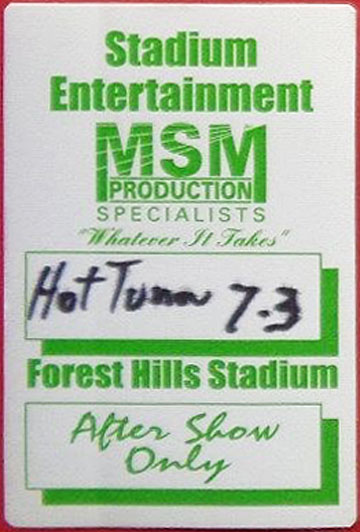 Stadium
Entertainment
MSM
PRODUCTION
SPECIALISTS
"Whatever It Takes"
Hot Tuna 7-3
Forest Hills Stadium
After Show
Only